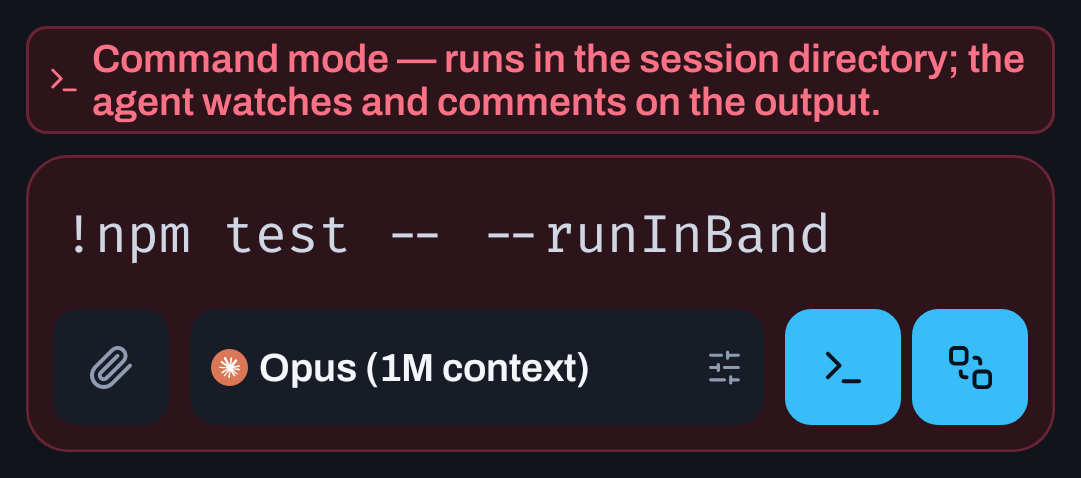 Command mode — runs in the session directory; the
agent watches and comments on the output.
!npm test -- --runInBand
Opus (1M context)